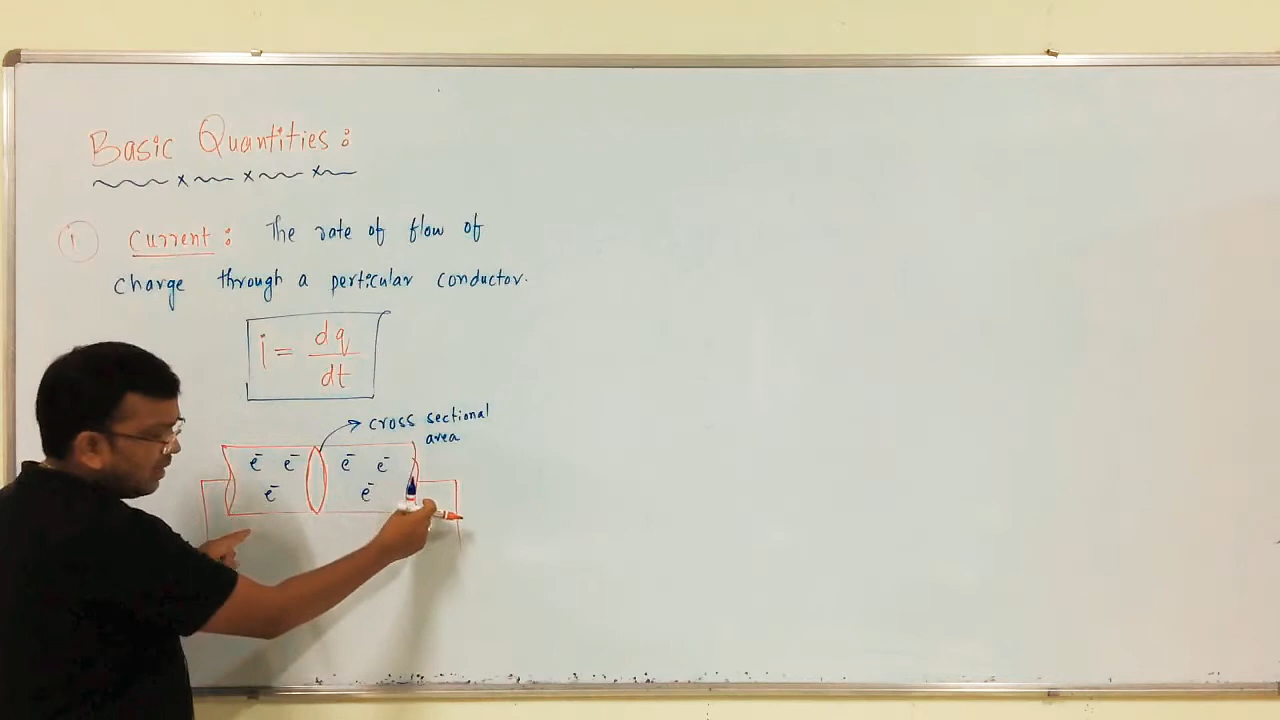 Basic Quantities:
1 Current: The rate of flow of
charge through a perticular conductor.
i = dq/dt
cross sectional
area
e⁻ e⁻ e⁻ e⁻
e⁻ e⁻